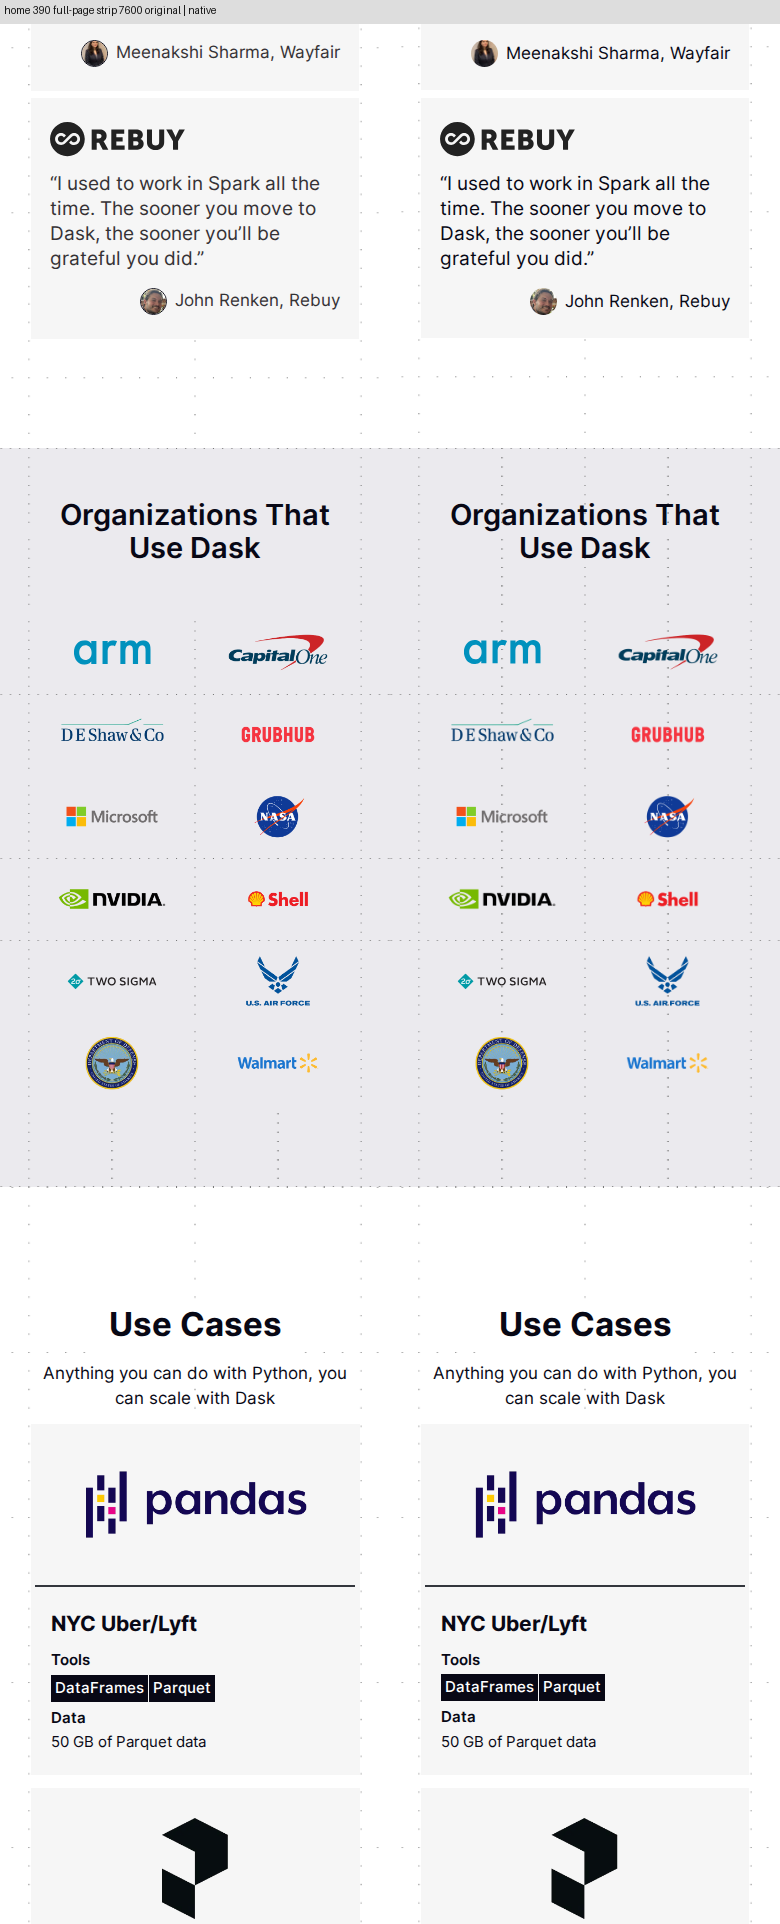 home 390 full-page strip 7600 original | native
Meenakshi Sharma, Wayfair
REBUY
“I used to work in Spark all the
time. The sooner you move to
Dask, the sooner you’ll be
grateful you did.”
John Renken, Rebuy
Organizations That
Use Dask
arm
CapitalOne
DE Shaw & Co
GRUBHUB
Microsoft
NASA
NVIDIA.
Shell
2σ TWO SIGMA
U.S. AIR FORCE
Walmart
Use Cases
Anything you can do with Python, you
can scale with Dask
pandas
NYC Uber/Lyft
Tools
DataFrames Parquet
Data
50 GB of Parquet data
Meenakshi Sharma, Wayfair
REBUY
“I used to work in Spark all the
time. The sooner you move to
Dask, the sooner you’ll be
grateful you did.”
John Renken, Rebuy
Organizations That
Use Dask
arm
CapitalOne
DE Shaw & Co
GRUBHUB
Microsoft
NASA
NVIDIA.
Shell
2σ TWO SIGMA
U.S. AIR FORCE
Walmart
Use Cases
Anything you can do with Python, you
can scale with Dask
pandas
NYC Uber/Lyft
Tools
DataFrames Parquet
Data
50 GB of Parquet data